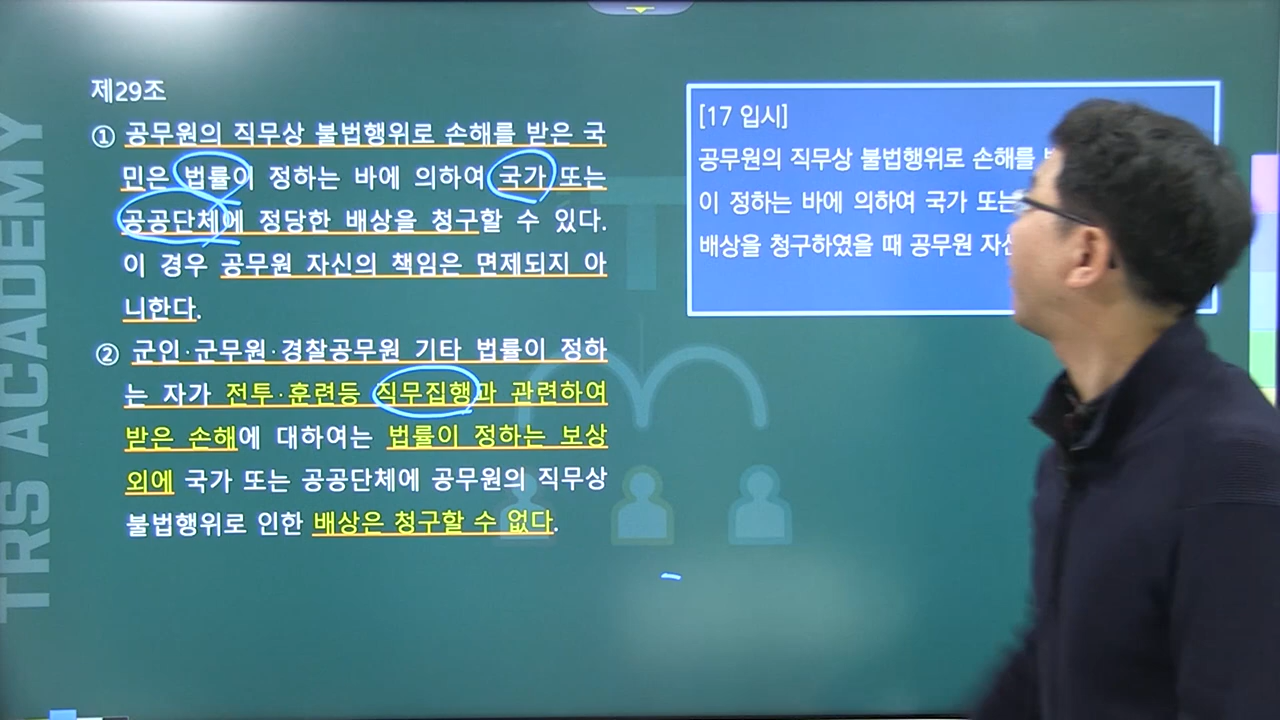 제29조
① 공무원의 직무상 불법행위로 손해를 받은 국
민은 법률이 정하는 바에 의하여 국가 또는
공공단체에 정당한 배상을 청구할 수 있다.
이 경우 공무원 자신의 책임은 면제되지 아
니한다.
② 군인·군무원·경찰공무원 기타 법률이 정하
는 자가 전투·훈련등 직무집행과 관련하여
받은 손해에 대하여는 법률이 정하는 보상
외에 국가 또는 공공단체에 공무원의 직무상
불법행위로 인한 배상은 청구할 수 없다.
[17 입시]
공무원의 직무상 불법행위로 손해를
이 정하는 바에 의하여 국가 또는
배상을 청구하였을 때 공무원
TRS ACADEMY